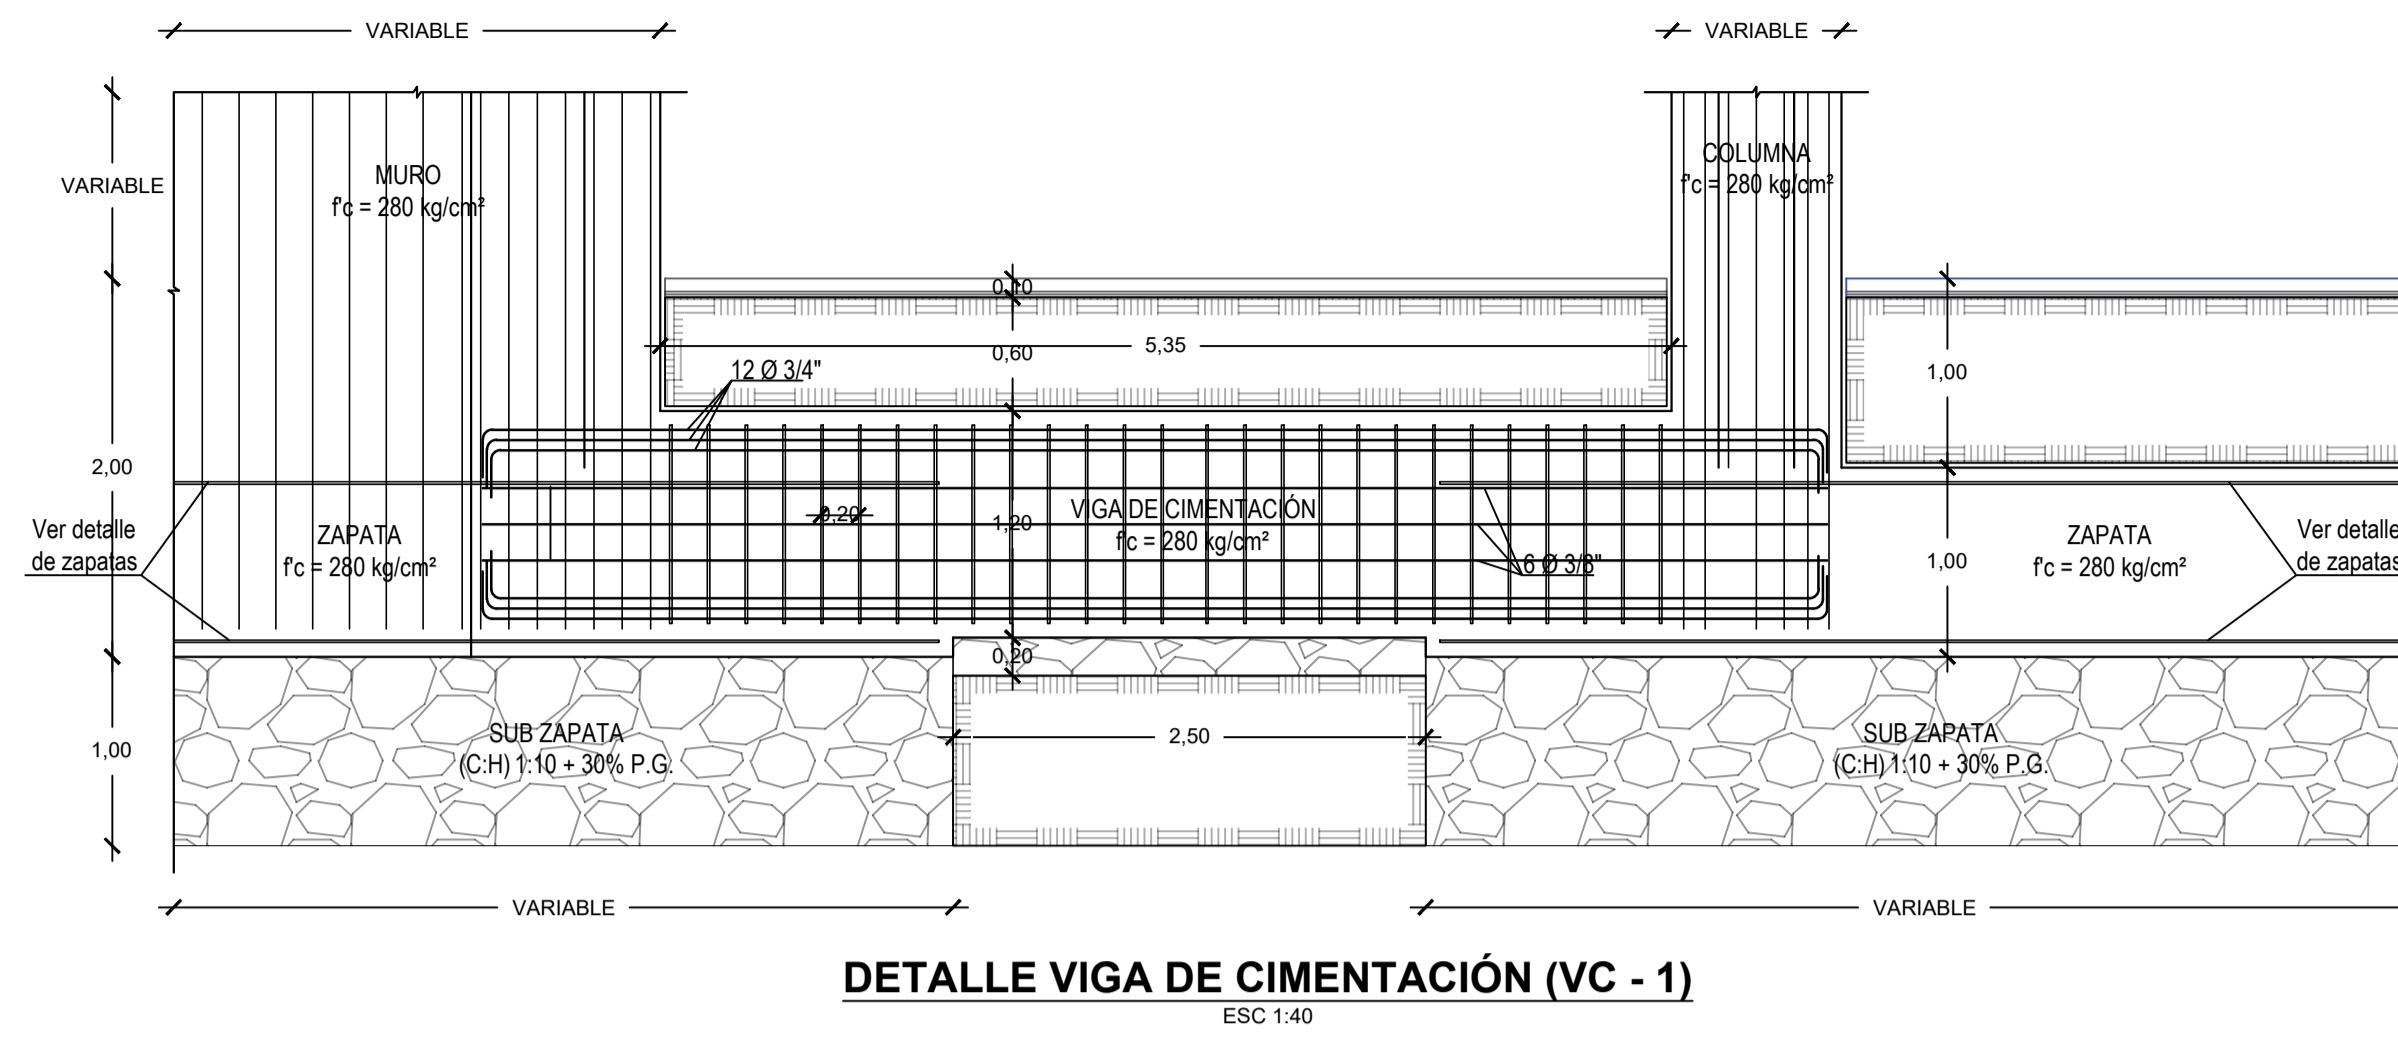 VARIABLE
VARIABLE
VARIABLE
MURO
f'c = 280 kg/cm²
COLUMNA
f'c = 280 kg/cm²
0,10
5,35
0,60
12 Ø 3/4"
1,00
2,00
0,20
1,20
VIGA DE CIMENTACIÓN
f'c = 280 kg/cm²
6 Ø 3/8"
Ver detalle
de zapatas
ZAPATA
f'c = 280 kg/cm²
1,00
ZAPATA
f'c = 280 kg/cm²
Ver detalle
de zapatas
0,20
1,00
SUB ZAPATA
(C:H) 1:10 + 30% P.G.
2,50
SUB ZAPATA
(C:H) 1:10 + 30% P.G.
VARIABLE
VARIABLE
DETALLE VIGA DE CIMENTACIÓN (VC - 1)
ESC 1:40